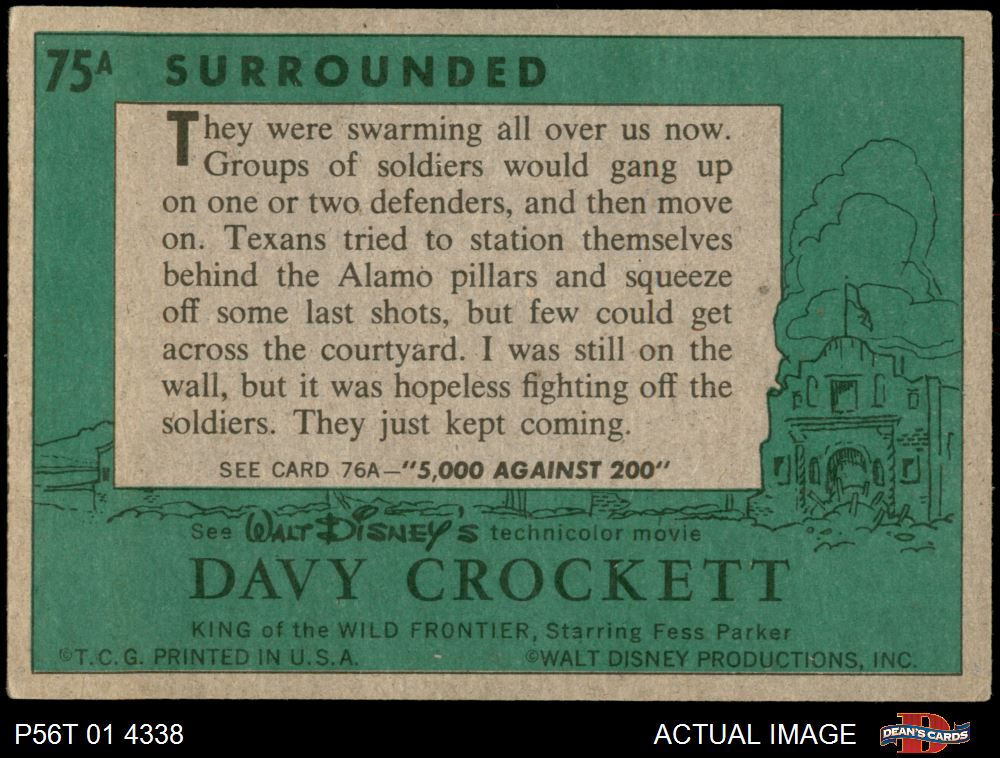 75A SURROUNDED
They were swarming all over us now.
Groups of soldiers would gang up
on one or two defenders, and then move
on. Texans tried to station themselves
behind the Alamo pillars and squeeze
off some last shots, but few could get
across the courtyard. I was still on the
wall, but it was hopeless fighting off the
soldiers. They just kept coming.
SEE CARD 76A—"5,000 AGAINST 200"
See WALT DISNEY'S technicolor movie
DAVY CROCKETT
KING of the WILD FRONTIER, Starring Fess Parker
©T.C.G. PRINTED IN U.S.A. ©WALT DISNEY PRODUCTIONS, INC.
P56T 01 4338 ACTUAL IMAGE D DEAN'S CARDS